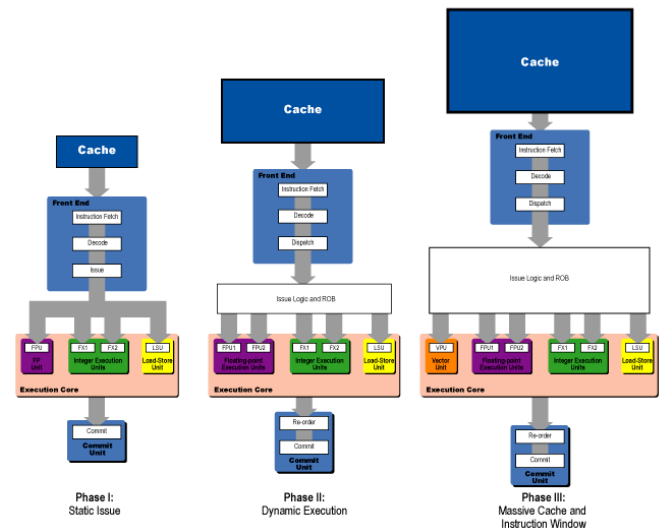 Cache
Front End
Instruction Fetch
Decode
Issue
FPU
FX1
FX2
LSU
FP
Unit
Integer Execution
Units
Load-Store
Unit
Execution Core
Commit
Commit
Unit
Phase I:
Static Issue
Cache
Front End
Instruction Fetch
Decode
Dispatch
Issue Logic and ROB
FPU1
FPU2
FX1
FX2
LSU
Floating-point
Execution Units
Integer Execution
Units
Load-Store
Unit
Execution Core
Re-order
Commit
Commit
Unit
Phase II:
Dynamic Execution
Cache
Front End
Instruction Fetch
Decode
Dispatch
Issue Logic and ROB
VPU
FPU1
FPU2
FX1
FX2
LSU
Vector
Unit
Floating-point
Execution Units
Integer Execution
Units
Load-Store
Unit
Execution Core
Re-order
Commit
Commit
Unit
Phase III:
Massive Cache and
Instruction Window